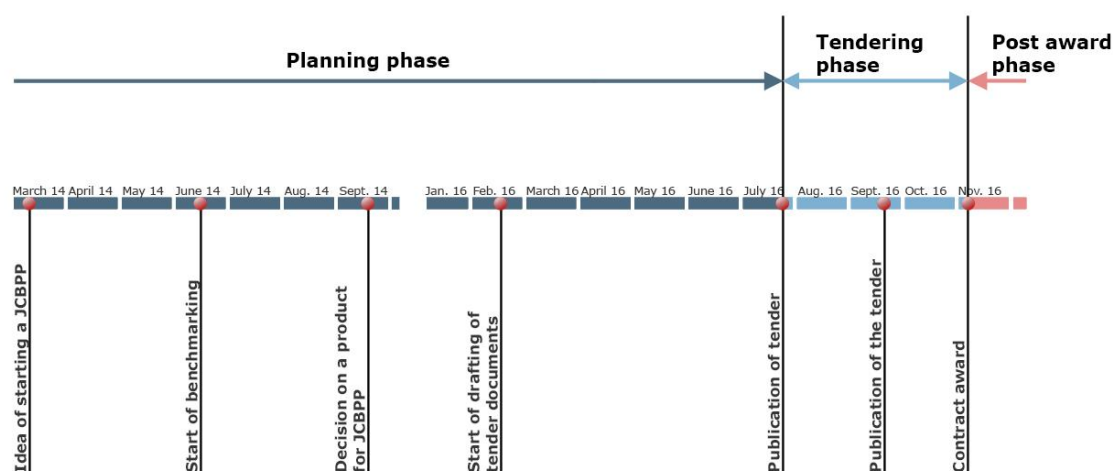 Planning phase
Tendering
phase
Post award
phase
March 14 April 14 May 14 June 14 July 14 Aug. 14 Sept. 14 Jan. 16 Feb. 16 March 16 April 16 May 16 June 16 July 16 Aug. 16 Sept. 16 Oct. 16 Nov. 16
Idea of starting a JCBPP
Start of benchmarking
Decision on a product
for JCBPP
Start of drafting of
tender documents
Publication of tender
Publication of the tender
Contract award